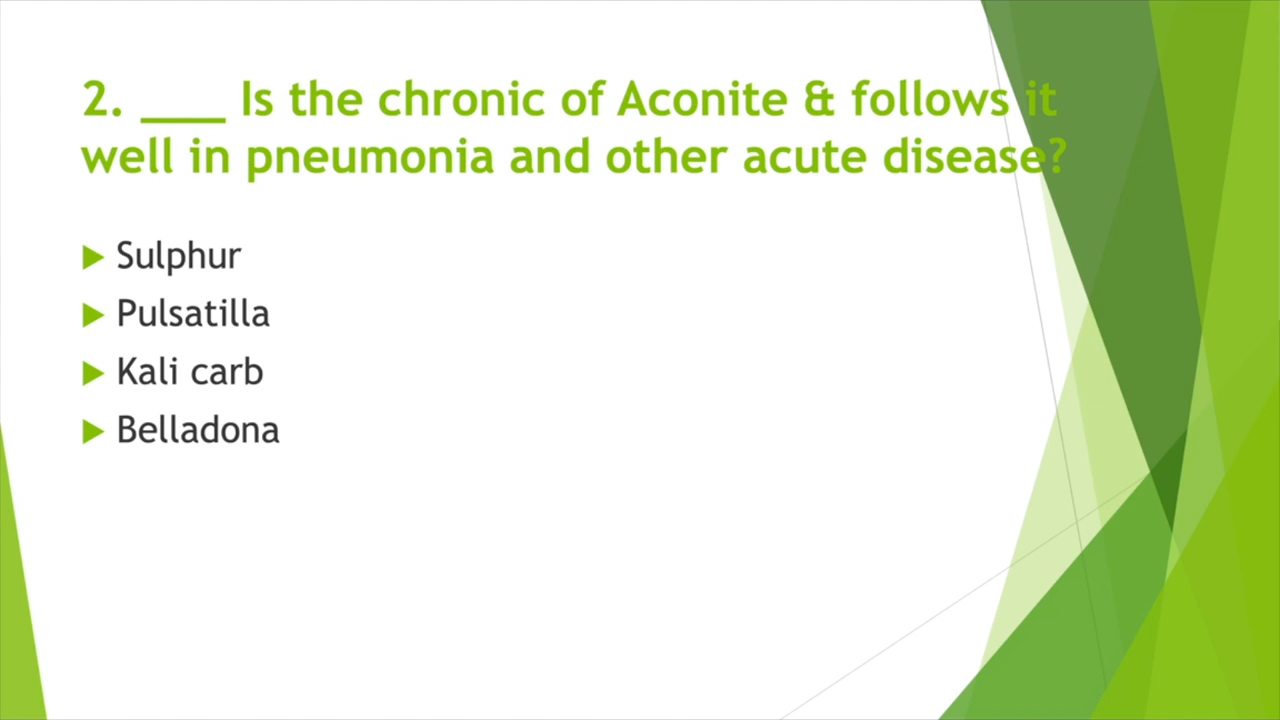 2. ___ Is the chronic of Aconite & follows it
well in pneumonia and other acute disease?
Sulphur
Pulsatilla
Kali carb
Belladona